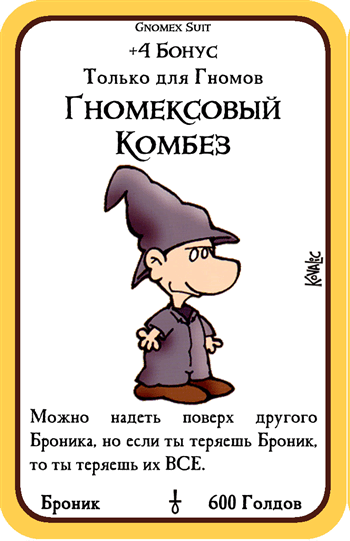 Gnomex Suit
+4 Бонус
Только для Гномов
Гномексовый
Комбез
Kovalic
Можно надеть поверх другого
Броника, но если ты теряешь Броник,
то ты теряешь их ВСЕ.
Броник 600 Голдов